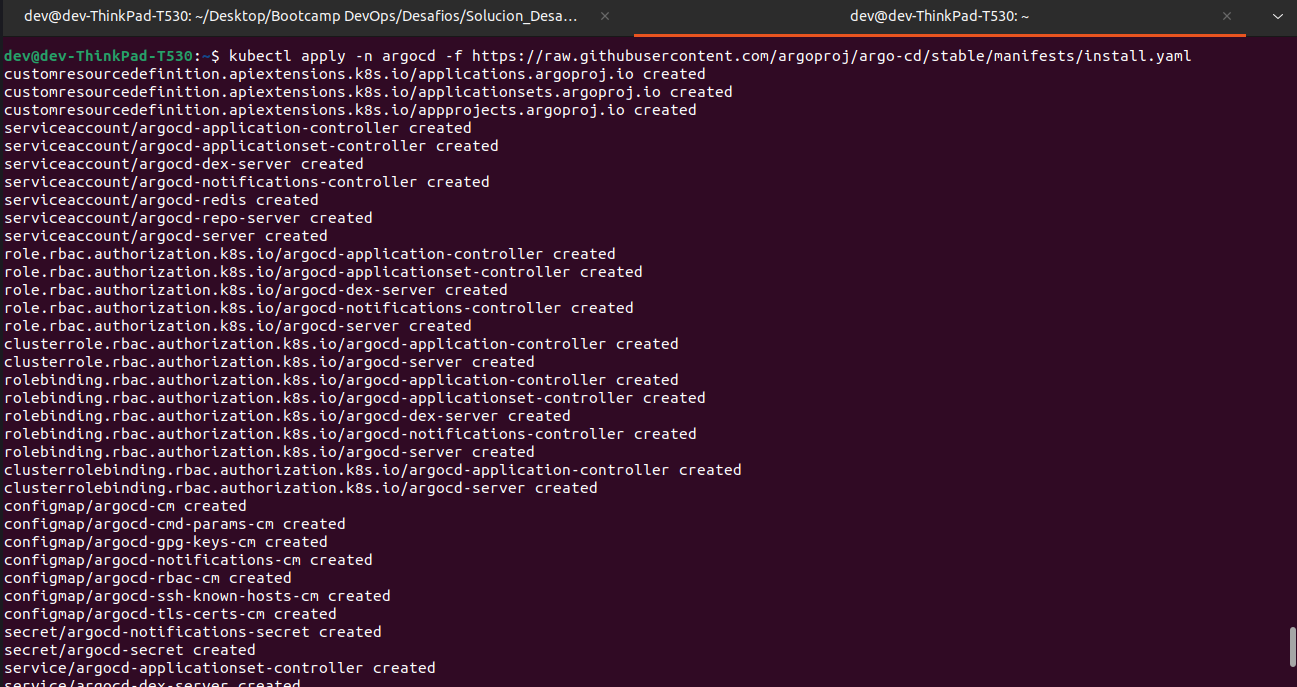 dev@dev-ThinkPad-T530: ~/Desktop/Bootcamp DevOps/Desafios/Solucion_Desa...
dev@dev-ThinkPad-T530: ~
dev@dev-ThinkPad-T530:~$ kubectl apply -n argocd -f https://raw.githubusercontent.com/argoproj/argo-cd/stable/manifests/install.yaml
customresourcedefinition.apiextensions.k8s.io/applications.argoproj.io created
customresourcedefinition.apiextensions.k8s.io/applicationsets.argoproj.io created
customresourcedefinition.apiextensions.k8s.io/appprojects.argoproj.io created
serviceaccount/argocd-application-controller created
serviceaccount/argocd-applicationset-controller created
serviceaccount/argocd-dex-server created
serviceaccount/argocd-notifications-controller created
serviceaccount/argocd-redis created
serviceaccount/argocd-repo-server created
serviceaccount/argocd-server created
role.rbac.authorization.k8s.io/argocd-application-controller created
role.rbac.authorization.k8s.io/argocd-applicationset-controller created
role.rbac.authorization.k8s.io/argocd-dex-server created
role.rbac.authorization.k8s.io/argocd-notifications-controller created
role.rbac.authorization.k8s.io/argocd-server created
clusterrole.rbac.authorization.k8s.io/argocd-application-controller created
clusterrole.rbac.authorization.k8s.io/argocd-server created
rolebinding.rbac.authorization.k8s.io/argocd-application-controller created
rolebinding.rbac.authorization.k8s.io/argocd-applicationset-controller created
rolebinding.rbac.authorization.k8s.io/argocd-dex-server created
rolebinding.rbac.authorization.k8s.io/argocd-notifications-controller created
rolebinding.rbac.authorization.k8s.io/argocd-server created
clusterrolebinding.rbac.authorization.k8s.io/argocd-application-controller created
clusterrolebinding.rbac.authorization.k8s.io/argocd-server created
configmap/argocd-cm created
configmap/argocd-cmd-params-cm created
configmap/argocd-gpg-keys-cm created
configmap/argocd-notifications-cm created
configmap/argocd-rbac-cm created
configmap/argocd-ssh-known-hosts-cm created
configmap/argocd-tls-certs-cm created
secret/argocd-notifications-secret created
secret/argocd-secret created
service/argocd-applicationset-controller created
service/argocd-dex-server created